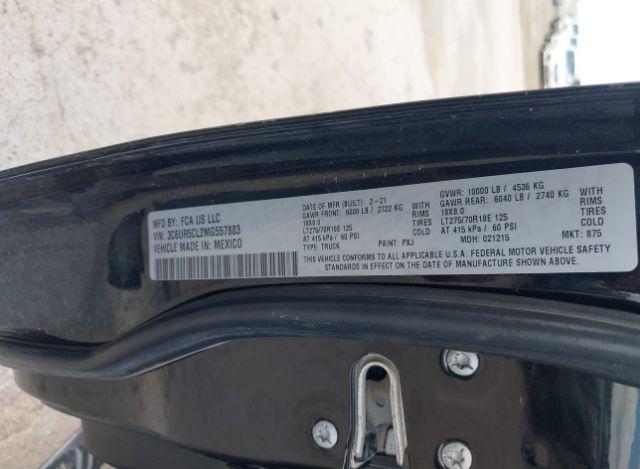 MFD BY: FCA US LLC
VIN: 3C6UR5CL2MG557883
VEHICLE MADE IN: MEXICO
DATE OF MFR (BUILT): 2-21
GAWR FRONT: 6000 LB / 2722 KG WITH
18X8.0 RIMS
LT275/70R18E 125 TIRES
AT 415 kPa / 60 PSI
TYPE: TRUCK PAINT: PXJ
GVWR: 10000 LB / 4536 KG
GAWR REAR: 6040 LB / 2740 KG WITH
18X8.0 RIMS
LT275/70R18E 125 TIRES
AT 415 kPa / 60 PSI
MDH: 021215 MKT: 875
THIS VEHICLE CONFORMS TO ALL APPLICABLE U.S.A. FEDERAL MOTOR VEHICLE SAFETY
STANDARDS IN EFFECT ON THE DATE OF MANUFACTURE SHOWN ABOVE.